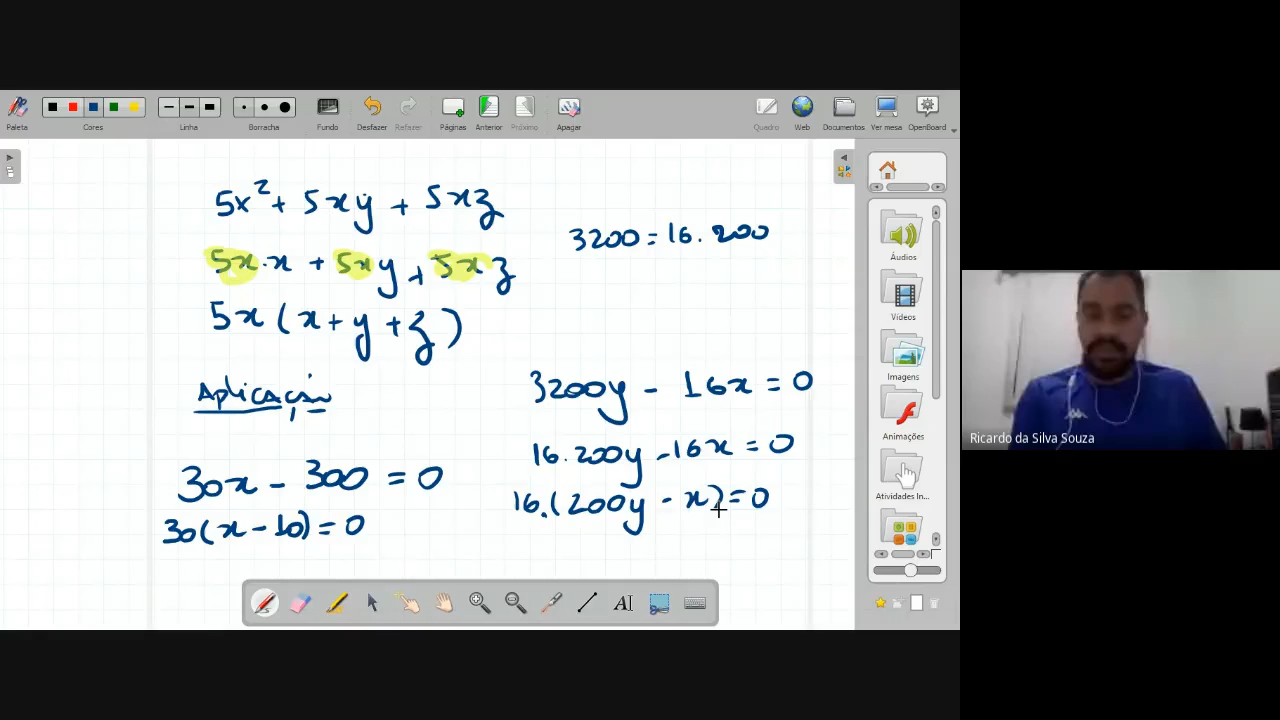 Paleta
Cores
Linha
Borracha
Fundo
Desfazer
Refazer
Páginas
Anterior
Próximo
Apagar
Quadro
Web
Documentos
Ver mesa
OpenBoard
5x² + 5xy + 5xz
5x·x + 5xy + 5xz
5x(x+y+z)
Aplicação
30x - 300 = 0
30(x-10) = 0
3200 = 16.200
3200y - 16x = 0
16.200y - 16x = 0
16.(200y - x) = 0
Áudios
Vídeos
Imagens
Animações
Atividades In...
AI
Ricardo da Silva Souza